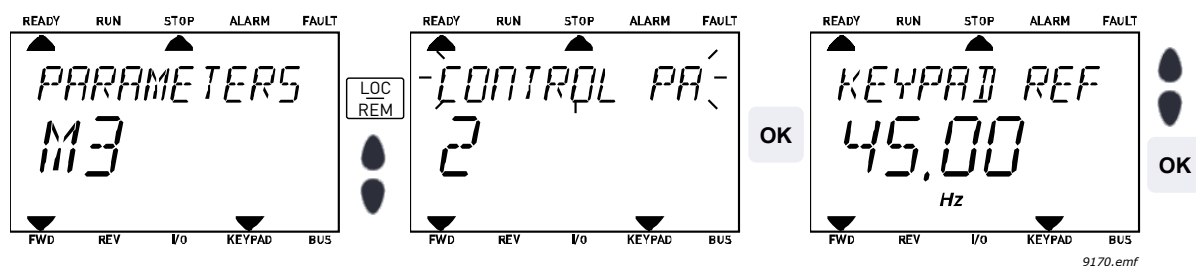 READY RUN STOP ALARM FAULT
PARAMETERS
M3
FWD REV I/O KEYPAD BUS
LOC
REM
READY RUN STOP ALARM FAULT
CONTROL PA
2
FWD REV I/O KEYPAD BUS
OK
READY RUN STOP ALARM FAULT
KEYPAD REF
45.00
Hz
FWD REV I/O KEYPAD BUS
OK
9170.emf